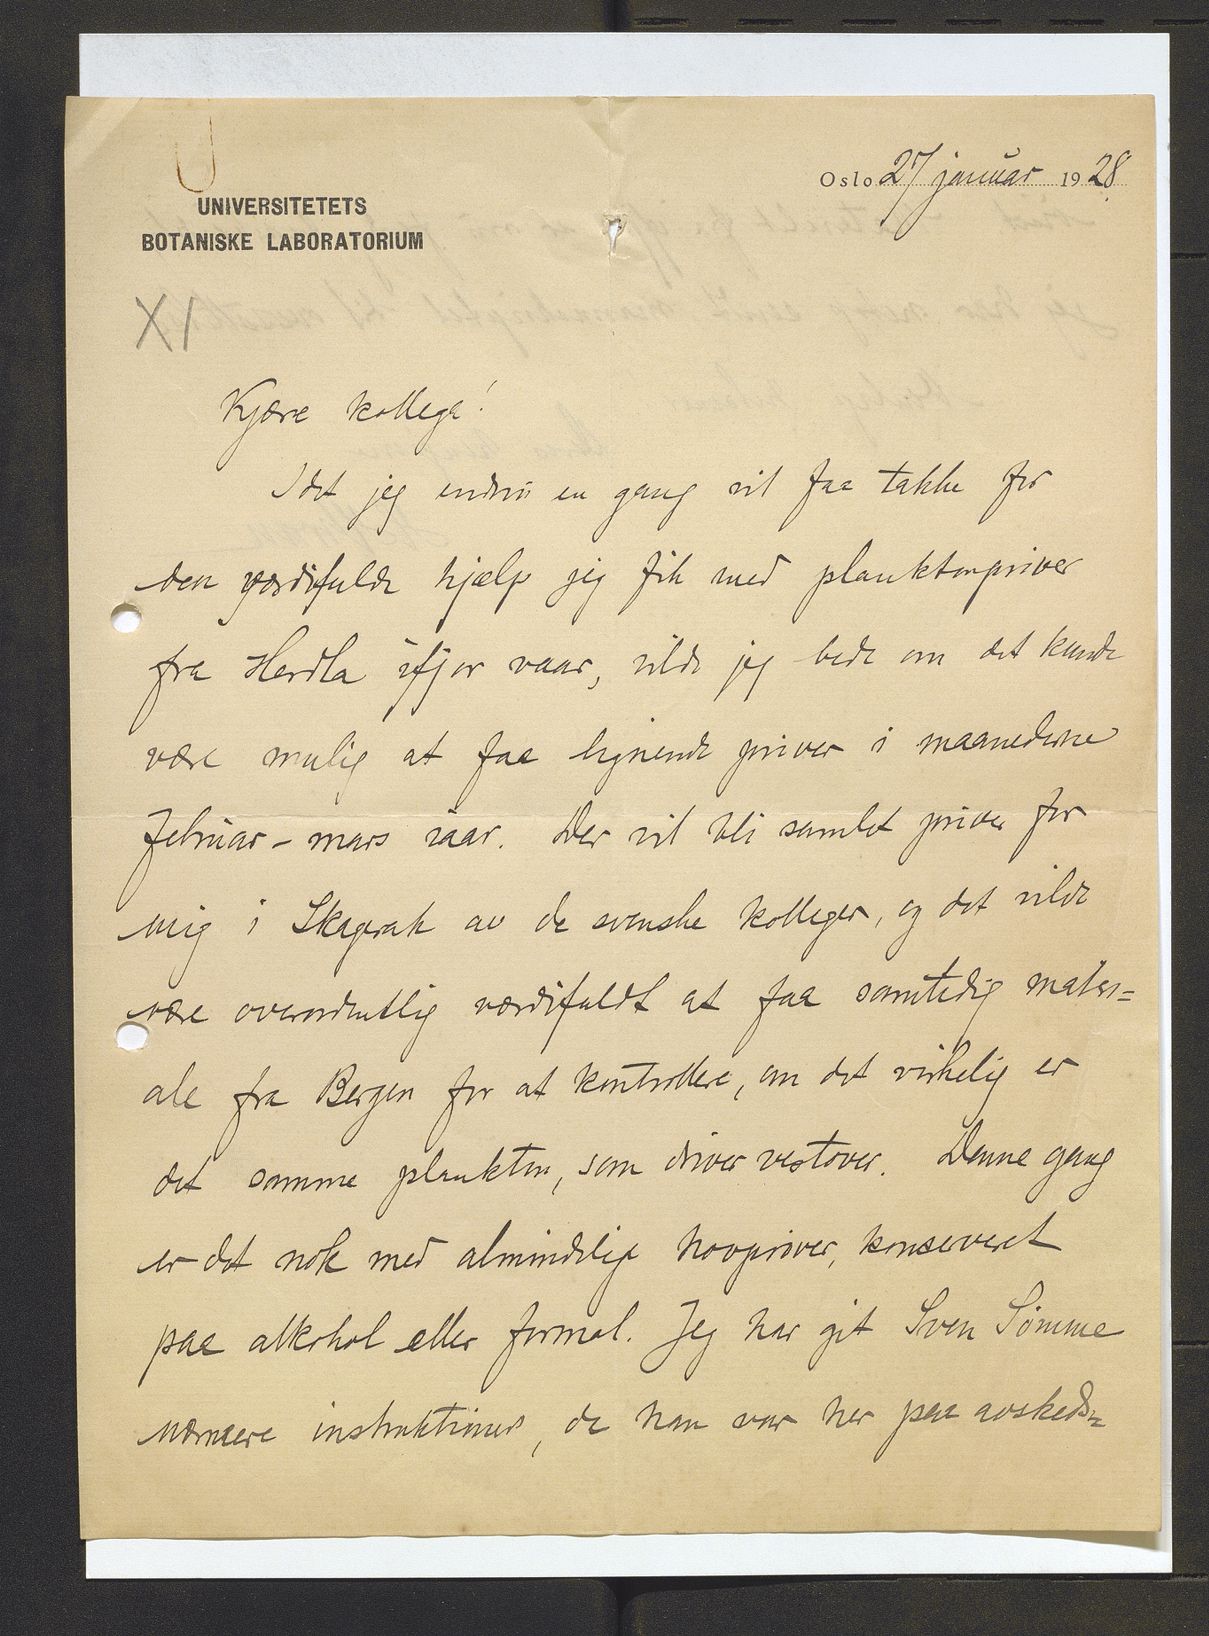 Oslo 27 januar 1928.
UNIVERSITETETS
BOTANISKE LABORATORIUM
XI
Kjære kollega!
Idet jeg endnu en gang vil faa takke for
den værdifulde hjælp jeg fik med planktonprøver
fra Herdla ifjor vaar, vilde jeg bede om det kunde
være mulig at faa lignende prøver i maanederne
februar – mars iaar. Der vil bli samlet prøver for
mig i Skagerak av de svenske kolleger, og det vilde
være overordentlig værdifuldt at faa samtidig materi=
ale fra Bergen for at kontrollere, om det virkelig er
det samme plankton, som driver vestover. Denne gang
er det nok med almindelige hovprøver, konserveret
paa alkohol eller formol. Jeg har git Sven Sømme
nærmere instruktioner, da han var her paa avskeds=